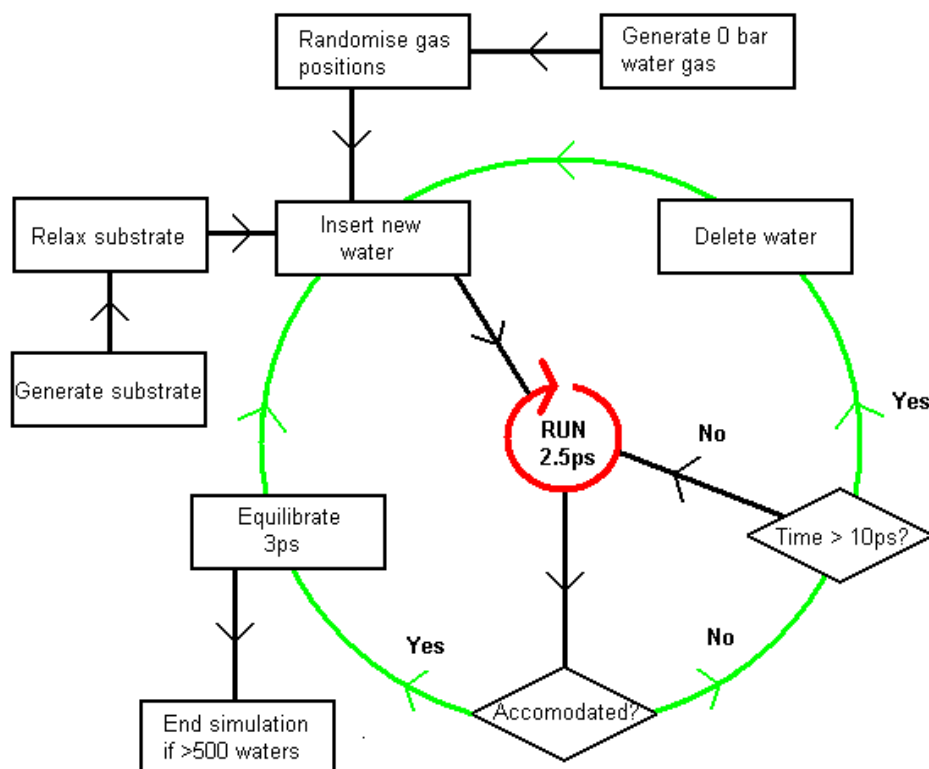 Randomise gas
positions
Generate 0 bar
water gas
Relax substrate
Insert new
water
Delete water
Generate substrate
RUN
2.5ps
No
Yes
Equilibrate
3ps
Time > 10ps?
Yes
No
End simulation
if >500 waters
Accomodated?